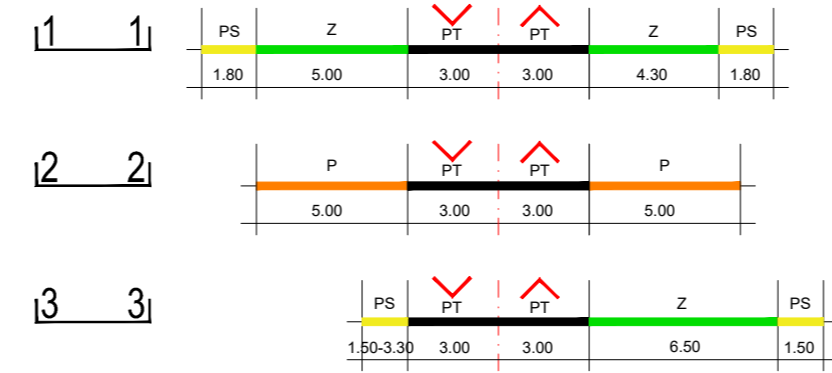 1 1 PS Z PT PT Z PS
1.80 5.00 3.00 3.00 4.30 1.80
2 2 P PT PT P
5.00 3.00 3.00 5.00
3 3 PS PT PT Z PS
1.50-3.30 3.00 3.00 6.50 1.50